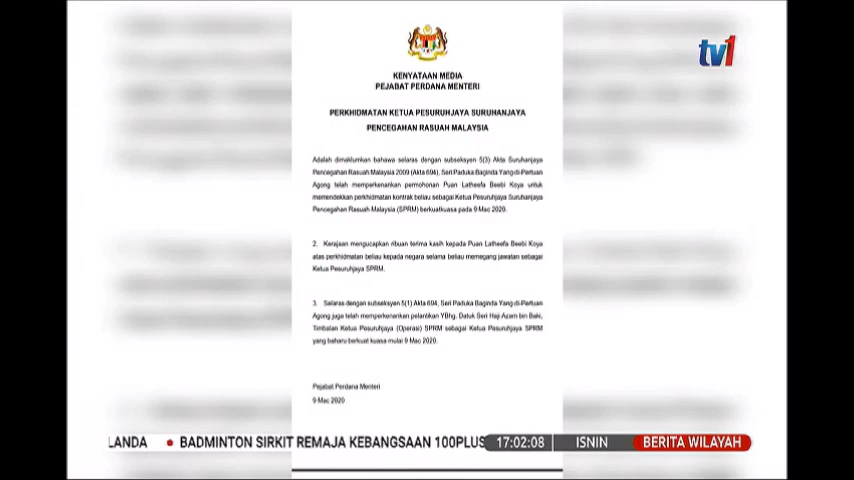 tv1
KENYATAAN MEDIA
PEJABAT PERDANA MENTERI
PERKHIDMATAN KETUA PESURUHJAYA SURUHANJAYA
PENCEGAHAN RASUAH MALAYSIA
Adalah dimaklumkan bahawa selaras dengan subseksyen 5(3) Akta Suruhanjaya
Pencegahan Rasuah Malaysia 2009 (Akta 694), Seri Paduka Baginda Yang di-Pertuan
Agong telah memperkenankan permohonan Puan Latheefa Beebi Koya untuk
memendekkan perkhidmatan kontrak beliau sebagai Ketua Pesuruhjaya Suruhanjaya
Pencegahan Rasuah Malaysia (SPRM) berkuatkuasa pada 9 Mac 2020.
2. Kerajaan mengucapkan ribuan terima kasih kepada Puan Latheefa Beebi Koya
atas perkhidmatan beliau kepada negara selama beliau memegang jawatan sebagai
Ketua Pesuruhjaya SPRM.
3. Selaras dengan subseksyen 5(1) Akta 694, Seri Paduka Baginda Yang di-Pertuan
Agong juga telah memperkenankan pelantikan YBhg. Datuk Seri Haji Azam bin Baki,
Timbalan Ketua Pesuruhjaya (Operasi) SPRM sebagai Ketua Pesuruhjaya SPRM
yang baharu berkuat kuasa mulai 9 Mac 2020.
Pejabat Perdana Menteri
9 Mac 2020
LANDA • BADMINTON SIRKIT REMAJA KEBANGSAAN 100PLUS 17:02:08 ISNIN BERITA WILAYAH